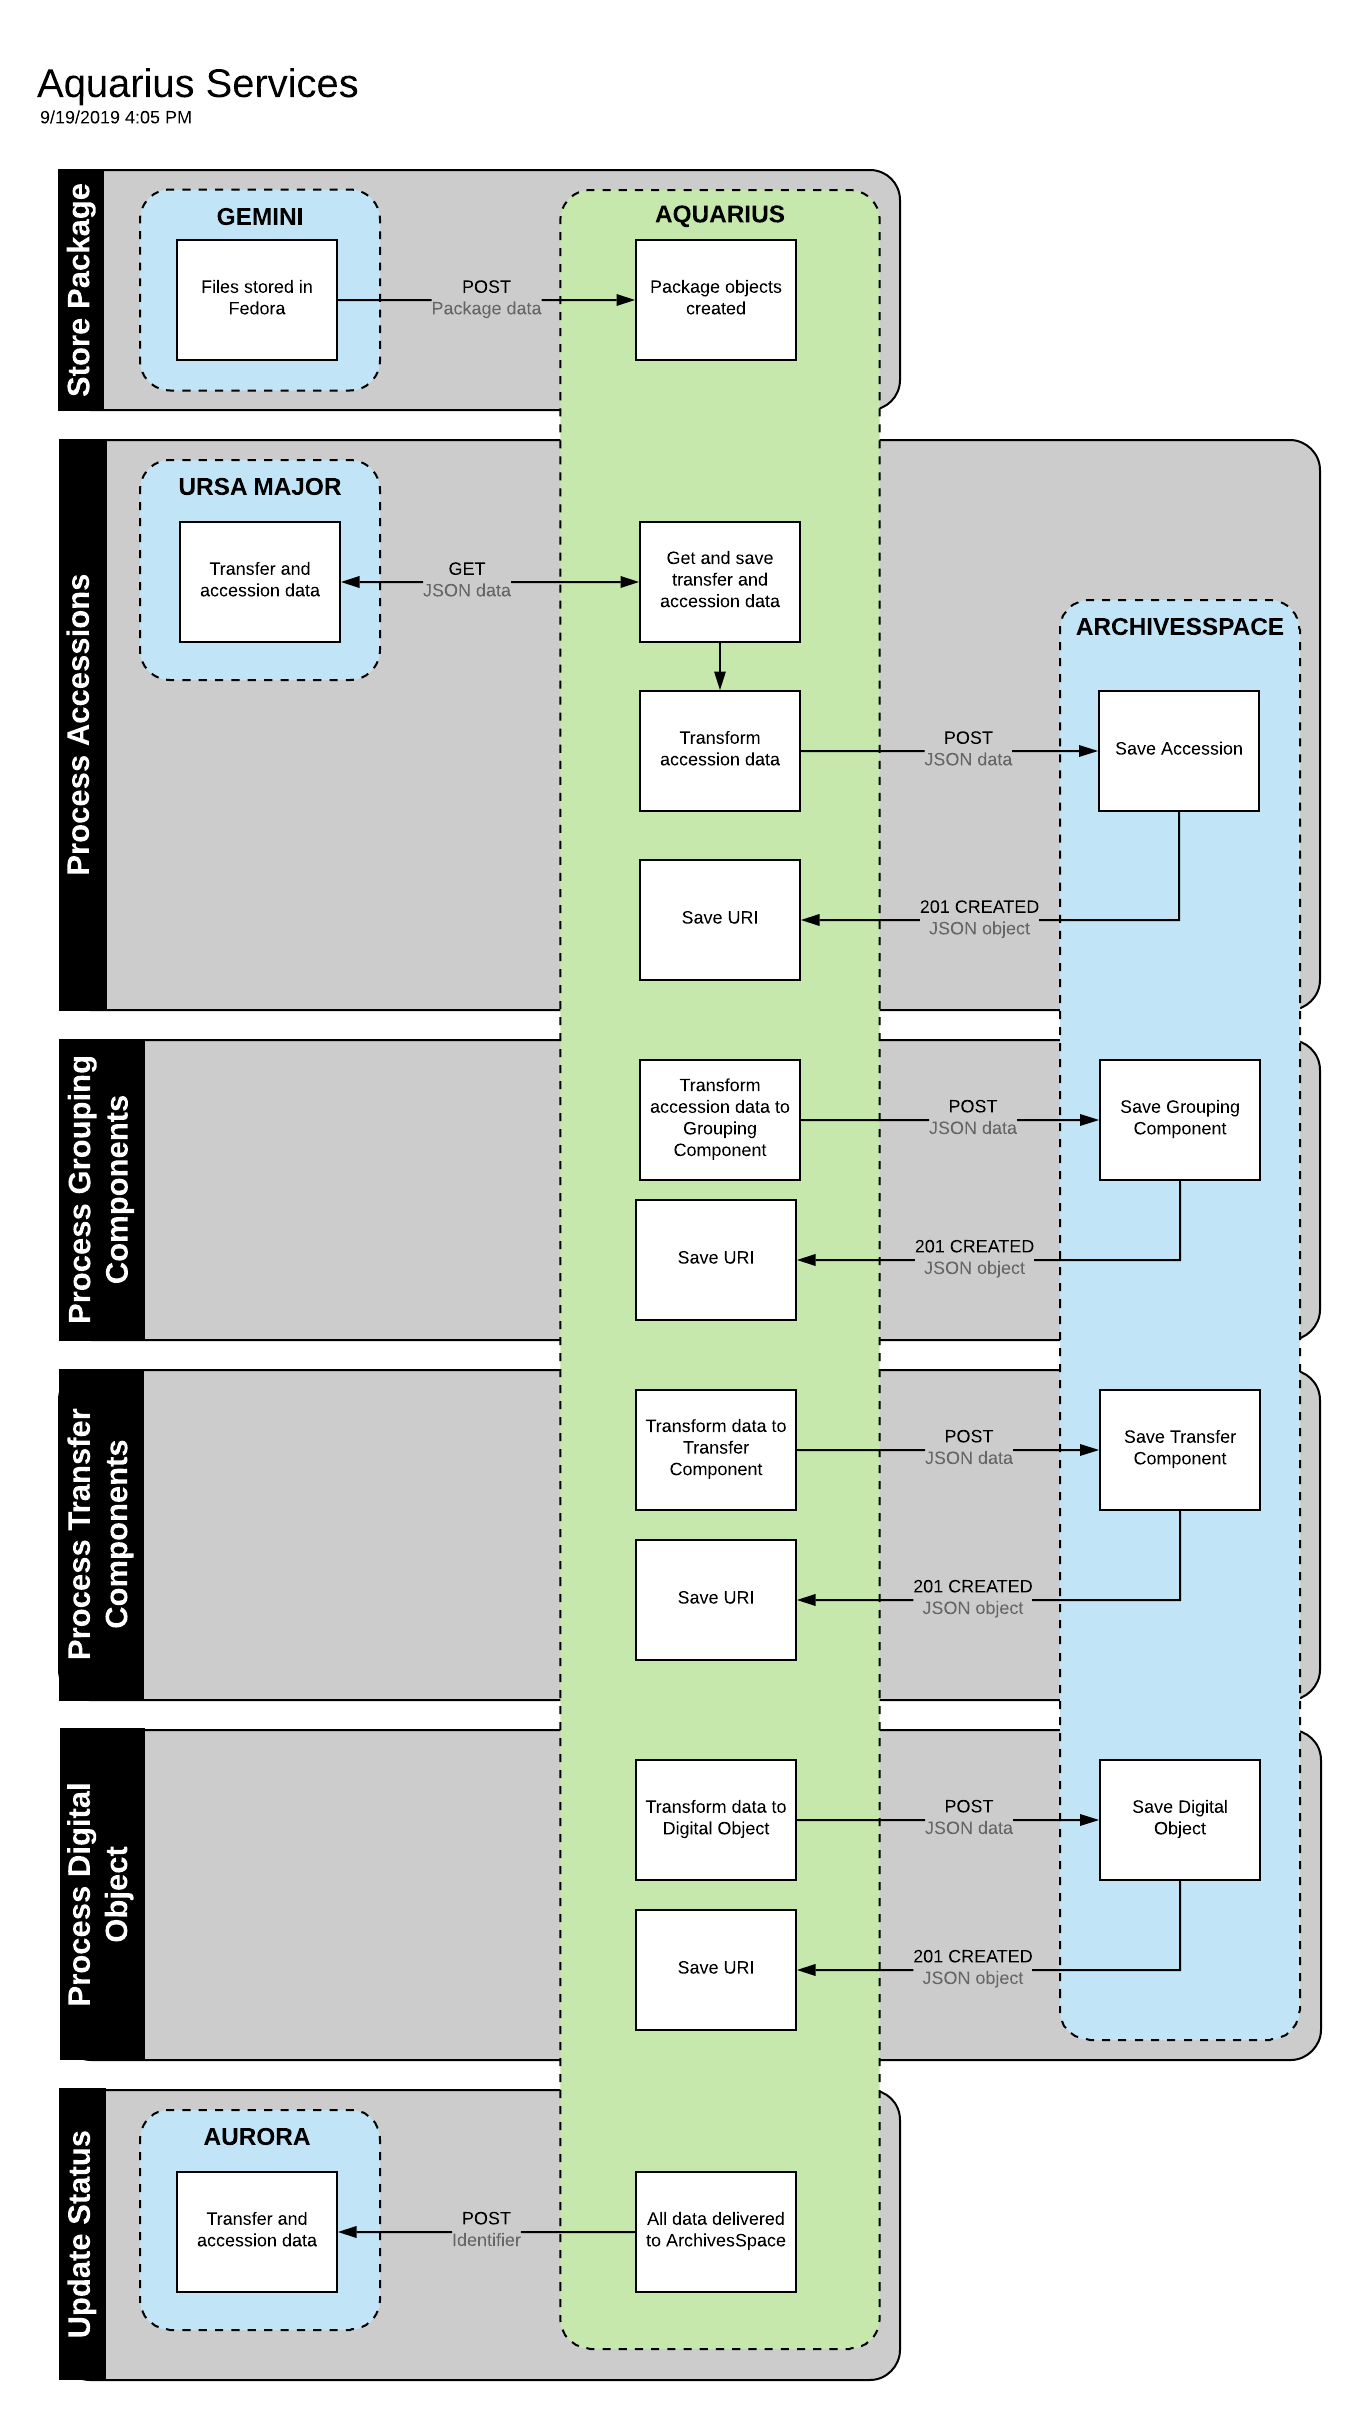 Aquarius Services
9/19/2019 4:05 PM
Store Package
GEMINI
Files stored in
Fedora
POST
Package data
AQUARIUS
Package objects
created
Process Accessions
URSA MAJOR
Transfer and
accession data
GET
JSON data
Get and save
transfer and
accession data
ARCHIVESSPACE
Transform
accession data
POST
JSON data
Save Accession
Save URI
201 CREATED
JSON object
Process Grouping
Components
Transform
accession data to
Grouping
Component
POST
JSON data
Save Grouping
Component
Save URI
201 CREATED
JSON object
Process Transfer
Components
Transform data to
Transfer
Component
POST
JSON data
Save Transfer
Component
Save URI
201 CREATED
JSON object
Process Digital
Object
Transform data to
Digital Object
POST
JSON data
Save Digital
Object
Save URI
201 CREATED
JSON object
Update Status
AURORA
Transfer and
accession data
POST
Identifier
All data delivered
to ArchivesSpace